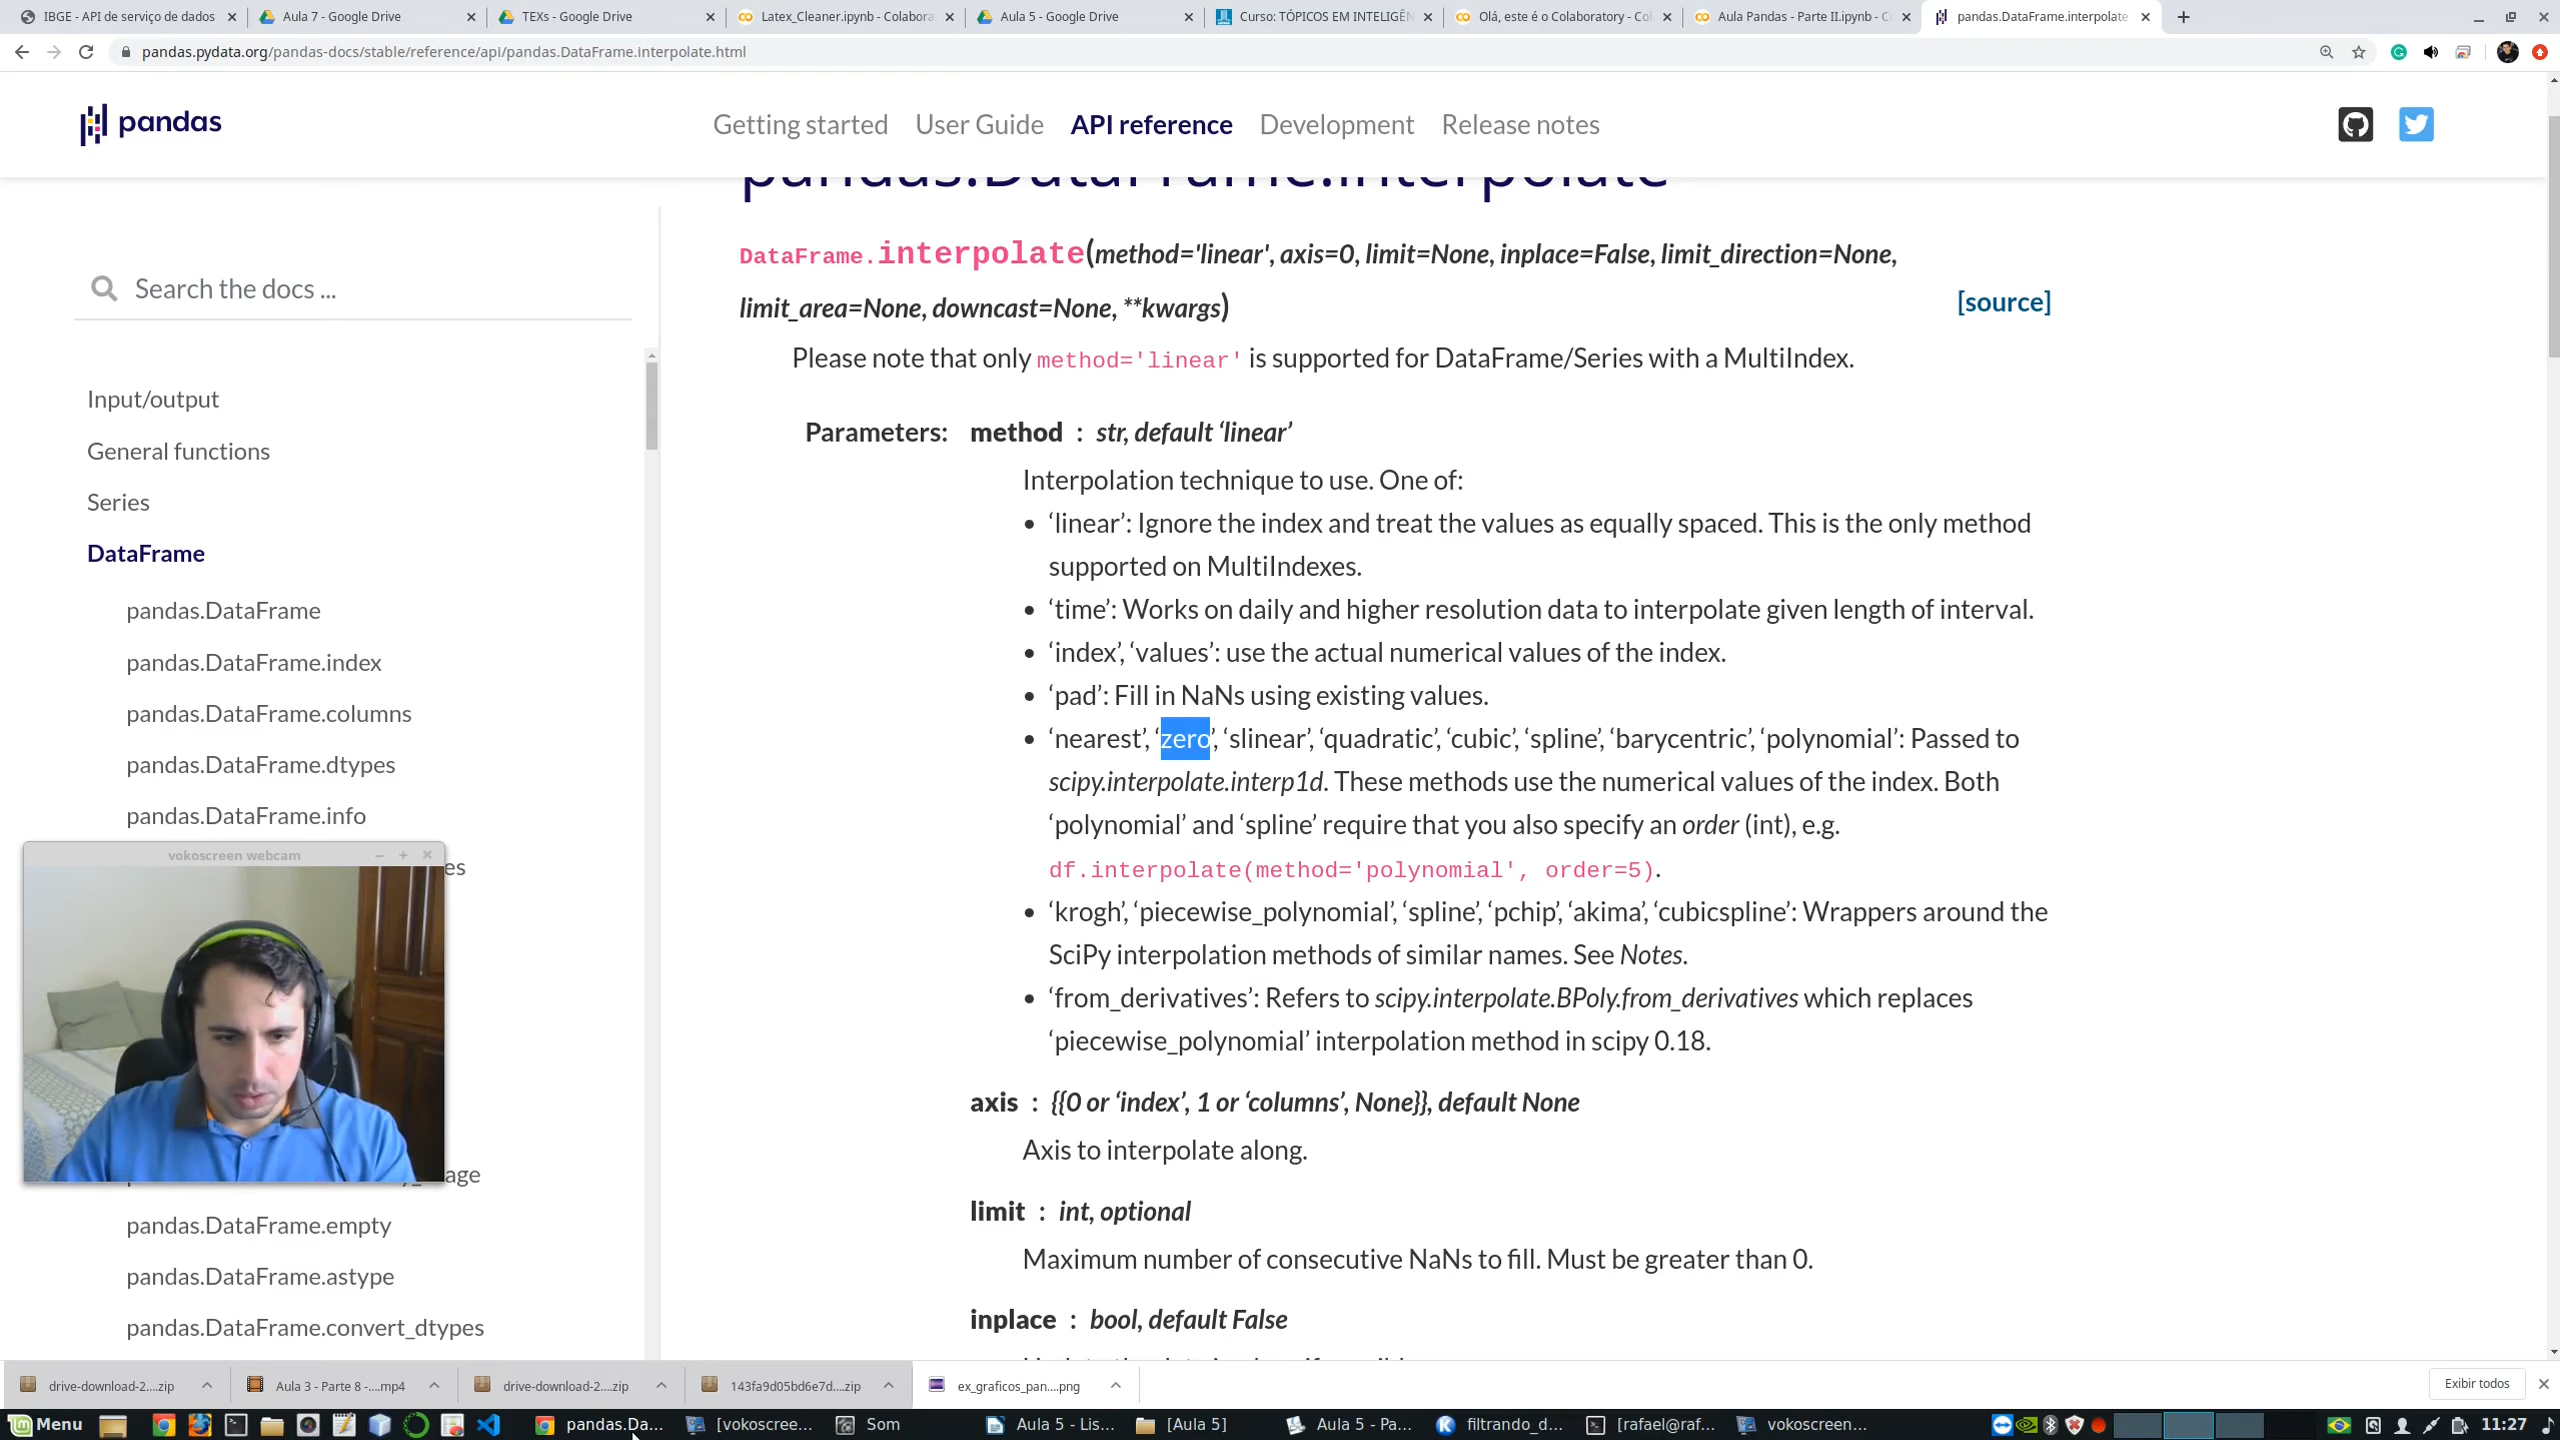 IBGE - API de serviço de dados
Aula 7 - Google Drive
TEXs - Google Drive
Latex_Cleaner.ipynb - Colabora
Aula 5 - Google Drive
Curso: TÓPICOS EM INTELIGÊN
Olá, este é o Colaboratory - Col
Aula Pandas - Parte II.ipynb - C
pandas.DataFrame.interpolate
pandas.pydata.org/pandas-docs/stable/reference/api/pandas.DataFrame.interpolate.html
pandas
Getting started
User Guide
API reference
Development
Release notes
pandas.DataFrame.interpolate
DataFrame.interpolate(method='linear', axis=0, limit=None, inplace=False, limit_direction=None,
limit_area=None, downcast=None, **kwargs)
[source]
Search the docs ...
Please note that only method='linear' is supported for DataFrame/Series with a MultiIndex.
Input/output
General functions
Series
DataFrame
pandas.DataFrame
pandas.DataFrame.index
pandas.DataFrame.columns
pandas.DataFrame.dtypes
pandas.DataFrame.info
es
age
pandas.DataFrame.empty
pandas.DataFrame.astype
pandas.DataFrame.convert_dtypes
vokoscreen webcam
Parameters: method : str, default ‘linear’
Interpolation technique to use. One of:
• ‘linear’: Ignore the index and treat the values as equally spaced. This is the only method
supported on MultiIndexes.
• ‘time’: Works on daily and higher resolution data to interpolate given length of interval.
• ‘index’, ‘values’: use the actual numerical values of the index.
• ‘pad’: Fill in NaNs using existing values.
• ‘nearest’, ‘zero’, ‘slinear’, ‘quadratic’, ‘cubic’, ‘spline’, ‘barycentric’, ‘polynomial’: Passed to
scipy.interpolate.interp1d. These methods use the numerical values of the index. Both
‘polynomial’ and ‘spline’ require that you also specify an order (int), e.g.
df.interpolate(method='polynomial', order=5).
• ‘krogh’, ‘piecewise_polynomial’, ‘spline’, ‘pchip’, ‘akima’, ‘cubicspline’: Wrappers around the
SciPy interpolation methods of similar names. See Notes.
• ‘from_derivatives’: Refers to scipy.interpolate.BPoly.from_derivatives which replaces
‘piecewise_polynomial’ interpolation method in scipy 0.18.
axis : {{0 or ‘index’, 1 or ‘columns’, None}}, default None
Axis to interpolate along.
limit : int, optional
Maximum number of consecutive NaNs to fill. Must be greater than 0.
inplace : bool, default False
drive-download-2....zip
Aula 3 - Parte 8 -....mp4
drive-download-2....zip
143fa9d05bd6e7d....zip
ex_graficos_pan....png
Exibir todos
Menu
pandas.Da...
[vokoscree...
Som
Aula 5 - Lis...
[Aula 5]
Aula 5 - Pa...
filtrando_d...
[rafael@raf...
vokoscreen...
11:27